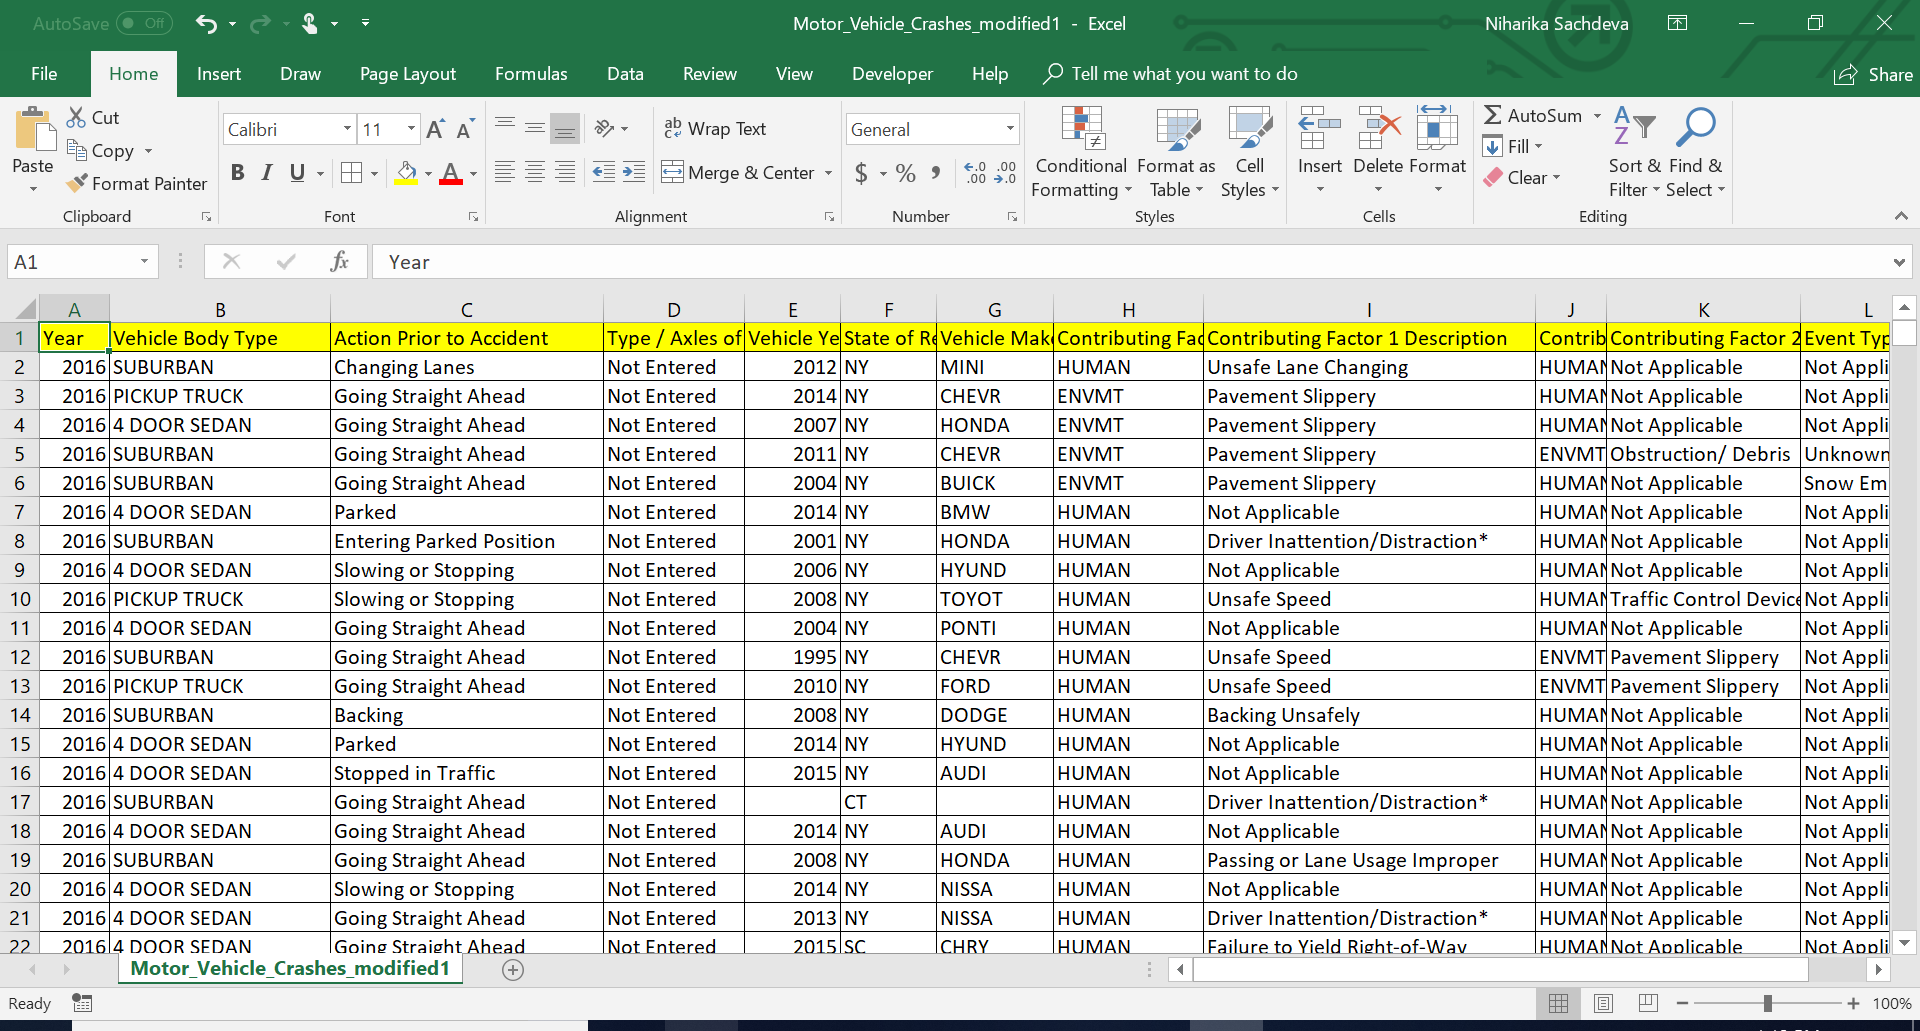 AutoSave Off Motor_Vehicle_Crashes_modified1 - Excel Niharika Sachdeva
File Home Insert Draw Page Layout Formulas Data Review View Developer Help Tell me what you want to do Share
Paste Cut Copy Format Painter Clipboard
Calibri 11 A A B I U A Font
ab Wrap Text Merge & Center Alignment
General $ % , Number
Conditional Formatting Format as Table Cell Styles Styles
Insert Delete Format Cells
AutoSum Fill Clear Sort & Filter Find & Select Editing
A1 fx Year
A B C D E F G H I J K L
1 Year Vehicle Body Type Action Prior to Accident Type / Axles of Vehicle Ye State of Re Vehicle Mak Contributing Fac Contributing Factor 1 Description Contrib Contributing Factor 2 Event Typ
2 2016 SUBURBAN Changing Lanes Not Entered 2012 NY MINI HUMAN Unsafe Lane Changing HUMAN Not Applicable Not Appli
3 2016 PICKUP TRUCK Going Straight Ahead Not Entered 2014 NY CHEVR ENVMT Pavement Slippery HUMAN Not Applicable Not Appli
4 2016 4 DOOR SEDAN Going Straight Ahead Not Entered 2007 NY HONDA ENVMT Pavement Slippery HUMAN Not Applicable Not Appli
5 2016 SUBURBAN Going Straight Ahead Not Entered 2011 NY CHEVR ENVMT Pavement Slippery ENVMT Obstruction/ Debris Unknown
6 2016 SUBURBAN Going Straight Ahead Not Entered 2004 NY BUICK ENVMT Pavement Slippery HUMAN Not Applicable Snow Em
7 2016 4 DOOR SEDAN Parked Not Entered 2014 NY BMW HUMAN Not Applicable HUMAN Not Applicable Not Appli
8 2016 SUBURBAN Entering Parked Position Not Entered 2001 NY HONDA HUMAN Driver Inattention/Distraction* HUMAN Not Applicable Not Appli
9 2016 4 DOOR SEDAN Slowing or Stopping Not Entered 2006 NY HYUND HUMAN Not Applicable HUMAN Not Applicable Not Appli
10 2016 PICKUP TRUCK Slowing or Stopping Not Entered 2008 NY TOYOT HUMAN Unsafe Speed HUMAN Traffic Control Device Not Appli
11 2016 4 DOOR SEDAN Going Straight Ahead Not Entered 2004 NY PONTI HUMAN Not Applicable HUMAN Not Applicable Not Appli
12 2016 SUBURBAN Going Straight Ahead Not Entered 1995 NY CHEVR HUMAN Unsafe Speed ENVMT Pavement Slippery Not Appli
13 2016 PICKUP TRUCK Going Straight Ahead Not Entered 2010 NY FORD HUMAN Unsafe Speed ENVMT Pavement Slippery Not Appli
14 2016 SUBURBAN Backing Not Entered 2008 NY DODGE HUMAN Backing Unsafely HUMAN Not Applicable Not Appli
15 2016 4 DOOR SEDAN Parked Not Entered 2014 NY HYUND HUMAN Not Applicable HUMAN Not Applicable Not Appli
16 2016 4 DOOR SEDAN Stopped in Traffic Not Entered 2015 NY AUDI HUMAN Not Applicable HUMAN Not Applicable Not Appli
17 2016 SUBURBAN Going Straight Ahead Not Entered CT HUMAN Driver Inattention/Distraction* HUMAN Not Applicable Not Appli
18 2016 4 DOOR SEDAN Going Straight Ahead Not Entered 2014 NY AUDI HUMAN Not Applicable HUMAN Not Applicable Not Appli
19 2016 SUBURBAN Going Straight Ahead Not Entered 2008 NY HONDA HUMAN Passing or Lane Usage Improper HUMAN Not Applicable Not Appli
20 2016 4 DOOR SEDAN Slowing or Stopping Not Entered 2014 NY NISSA HUMAN Not Applicable HUMAN Not Applicable Not Appli
21 2016 4 DOOR SEDAN Going Straight Ahead Not Entered 2013 NY NISSA HUMAN Driver Inattention/Distraction* HUMAN Not Applicable Not Appli
22 2016 4 DOOR SEDAN Going Straight Ahead Not Entered 2015 SC CHRY HUMAN Failure to Yield Right-of-Way HUMAN Not Applicable Not Appli
Motor_Vehicle_Crashes_modified1
Ready 100%